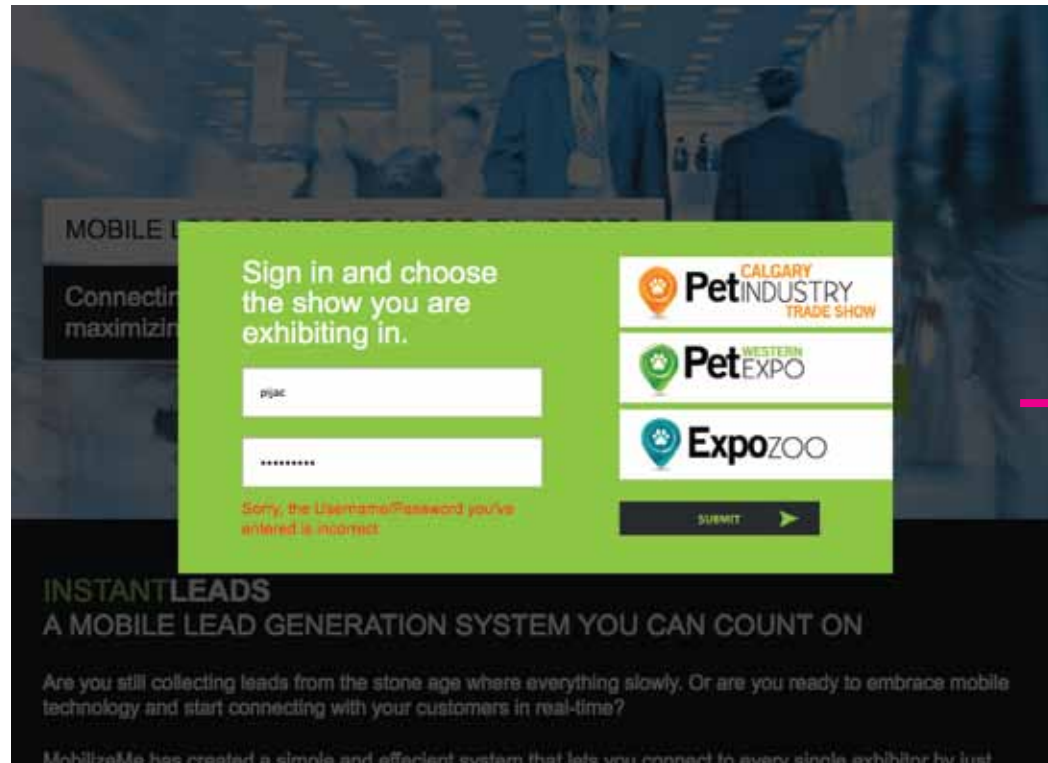 MOBILE L
Connectin
maximizin
Sign in and choose
the show you are
exhibiting in.
pijac
•••••••••
Sorry, the Username/Password you've
entered is incorrect
CALGARY
PetINDUSTRY
TRADE SHOW
WESTERN
PetEXPO
ExpoZOO
SUBMIT
INSTANTLEADS
A MOBILE LEAD GENERATION SYSTEM YOU CAN COUNT ON
Are you still collecting leads from the stone age where everything slowly. Or are you ready to embrace mobile
technology and start connecting with your customers in real-time?
MobilizeMe has created a simple and effecient system that lets you connect to every single exhibitor by just